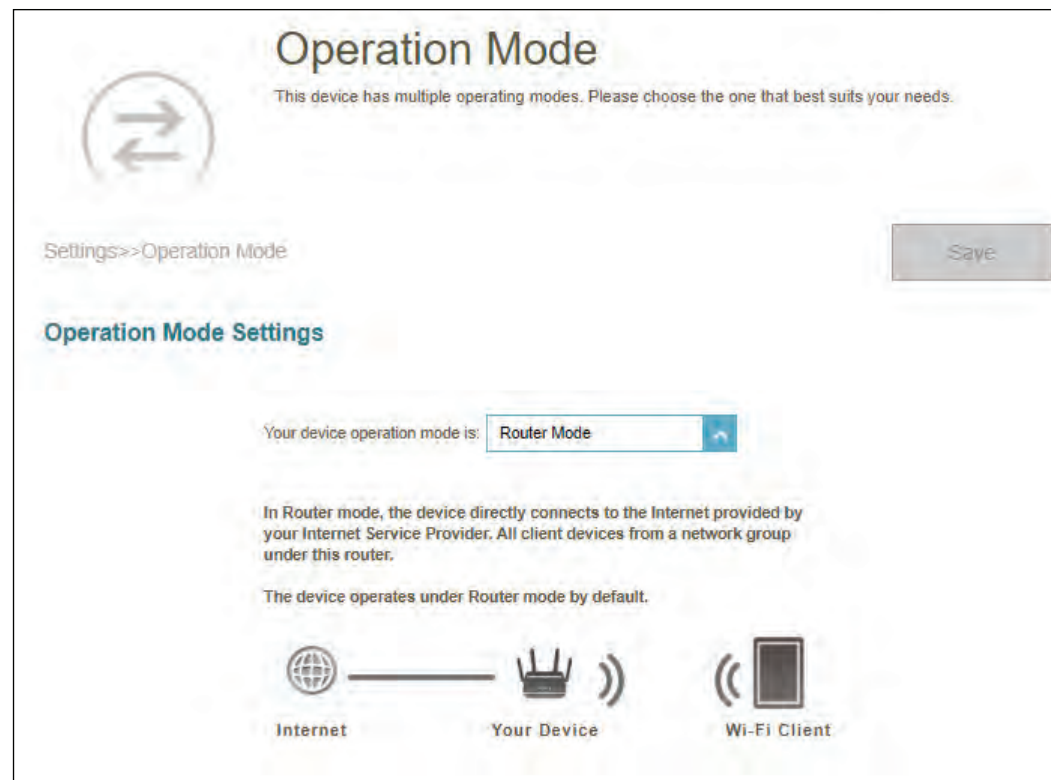 Operation Mode
This device has multiple operating modes. Please choose the one that best suits your needs.
Settings>>Operation Mode
Save
Operation Mode Settings
Your device operation mode is: Router Mode
In Router mode, the device directly connects to the Internet provided by
your Internet Service Provider. All client devices from a network group
under this router.
The device operates under Router mode by default.
Internet Your Device Wi-Fi Client